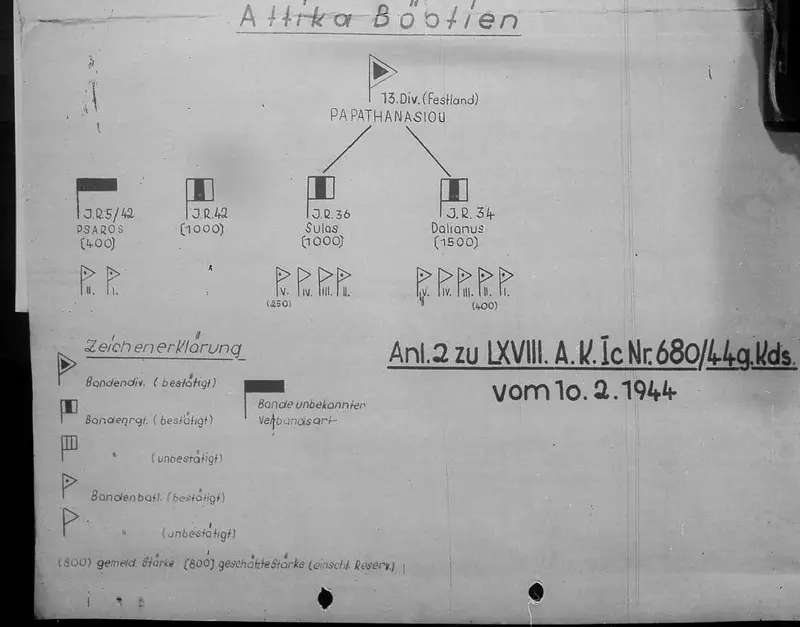 Attika Böotien
13.Div.(Festland)
PAPATHANASIOU
J.R.5/42
PSAROS
(400)
J.R.42
(1000)
J.R.36
Sulas
(1000)
J.R.34
Dalianus
(1500)
II. I.
V. IV. III. II.
(250)
V. IV. III. II. I.
(400)
Zeichenerklärung
Bandendiv. (bestätigt)
Bandenrgt. (bestätigt)
" (unbestätigt)
Bandenbatl. (bestätigt)
" (unbestätigt)
Bande unbekannter
Verbandsart
(800) gemeld. Stärke (800) geschätzte Stärke (einschl. Reserv.)
Anl.2 zu LXVIII. A.K. Ic Nr. 680/44 g.Kds.
vom 10.2.1944